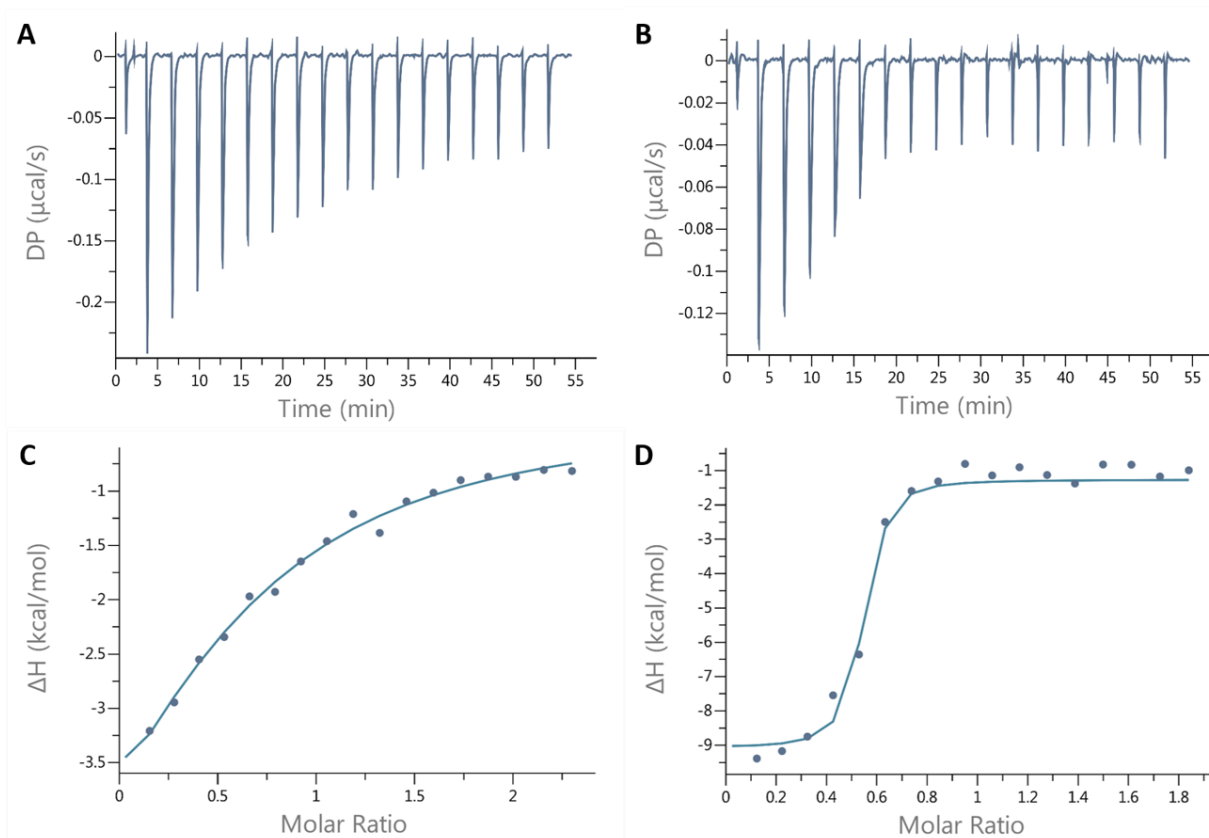 A
0
-0.05
-0.1
-0.15
-0.2
DP (µcal/s)
0 5 10 15 20 25 30 35 40 45 50 55
Time (min)
B
0
-0.02
-0.04
-0.06
-0.08
-0.1
-0.12
DP (µcal/s)
0 5 10 15 20 25 30 35 40 45 50 55
Time (min)
C
-1
-1.5
-2
-2.5
-3
-3.5
ΔH (kcal/mol)
0 0.5 1 1.5 2
Molar Ratio
D
-1
-2
-3
-4
-5
-6
-7
-8
-9
ΔH (kcal/mol)
0 0.2 0.4 0.6 0.8 1 1.2 1.4 1.6 1.8
Molar Ratio